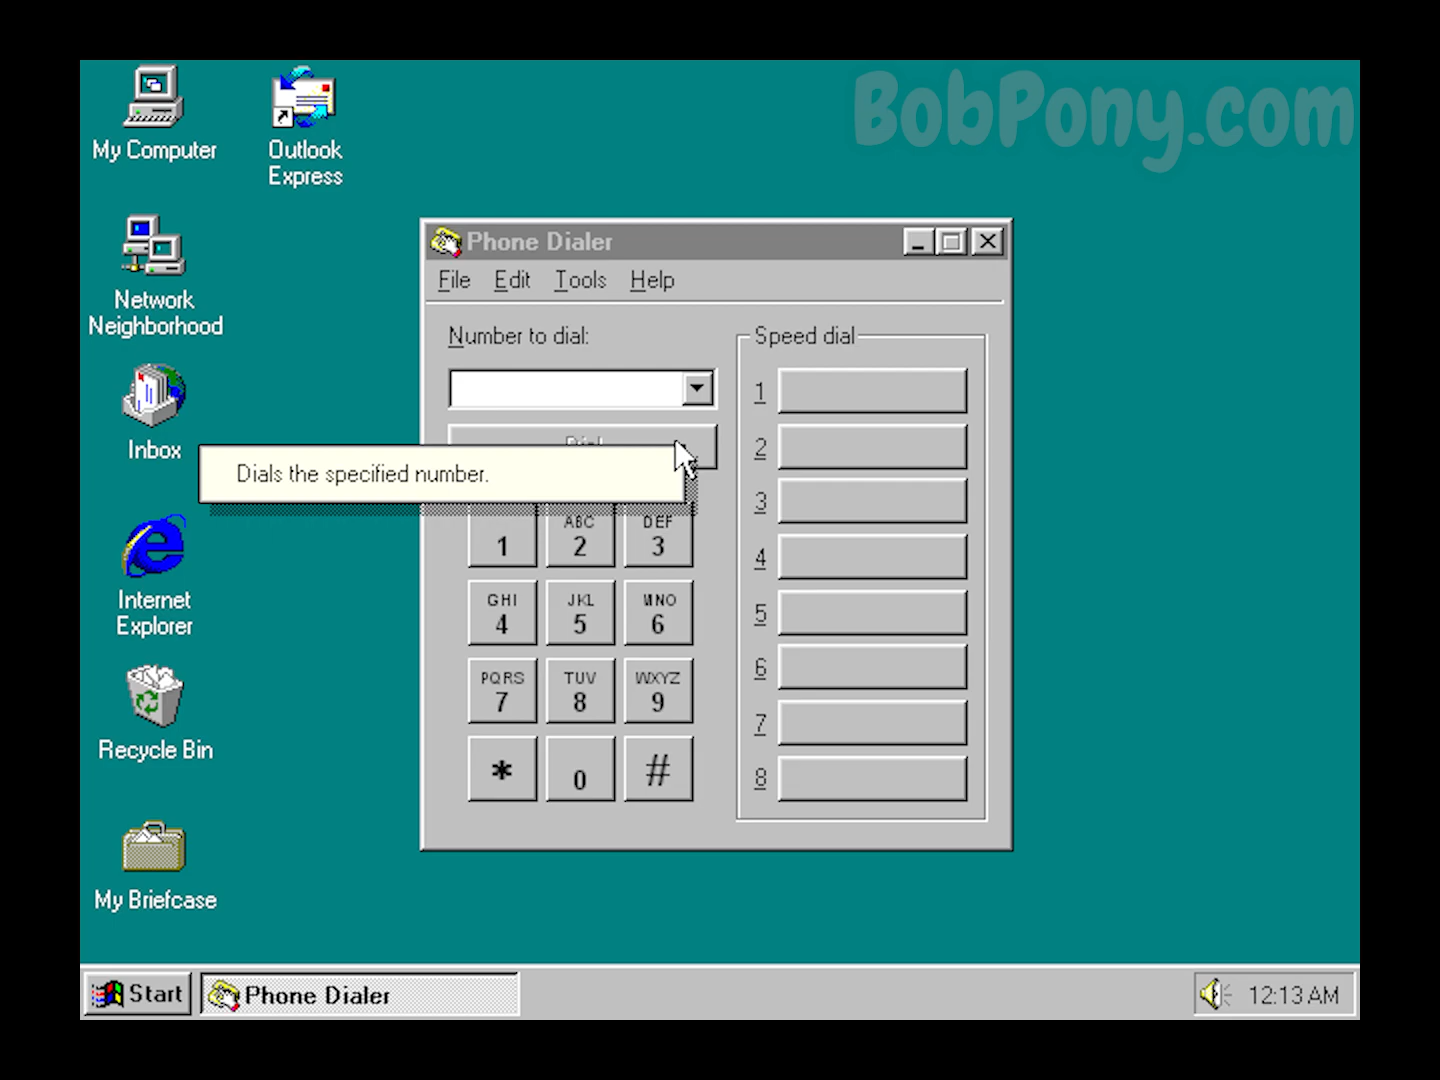 BobPony.com
My Computer
Outlook
Express
Network
Neighborhood
Inbox
Internet
Explorer
Recycle Bin
My Briefcase
Phone Dialer
File Edit Tools Help
Number to dial:
Dial
Dials the specified number.
1
ABC
2
DEF
3
GHI
4
JKL
5
MNO
6
PQRS
7
TUV
8
WXYZ
9
*
0
#
Speed dial
1
2
3
4
5
6
7
8
Start
Phone Dialer
12:13 AM